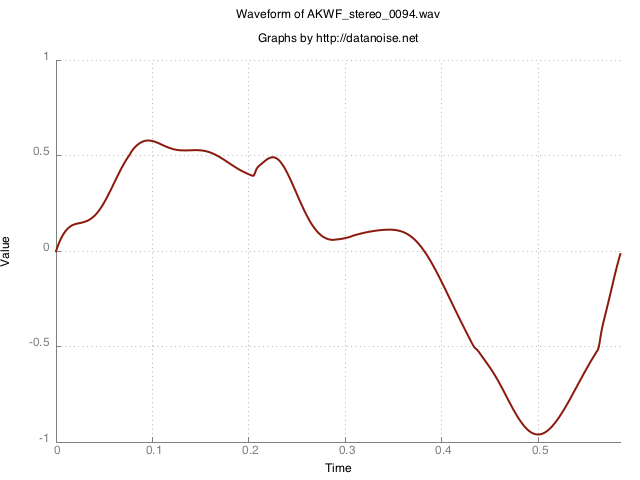 Waveform of AKWF_stereo_0094.wav
Graphs by http://datanoise.net
1
0.5
0
-0.5
-1
Value
0 0.1 0.2 0.3 0.4 0.5
Time